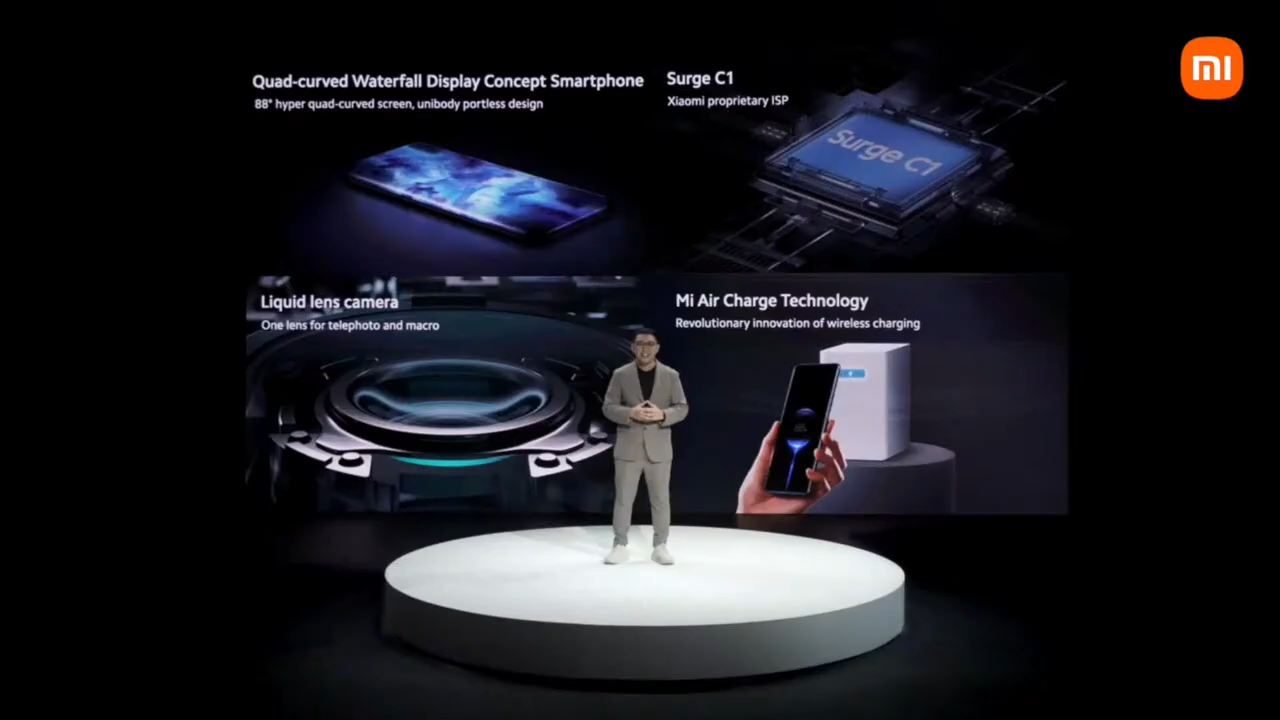 Quad-curved Waterfall Display Concept Smartphone
88° hyper quad-curved screen, unibody portless design
Surge C1
Xiaomi proprietary ISP
Surge C1
Liquid lens camera
One lens for telephoto and macro
Mi Air Charge Technology
Revolutionary innovation of wireless charging
mi